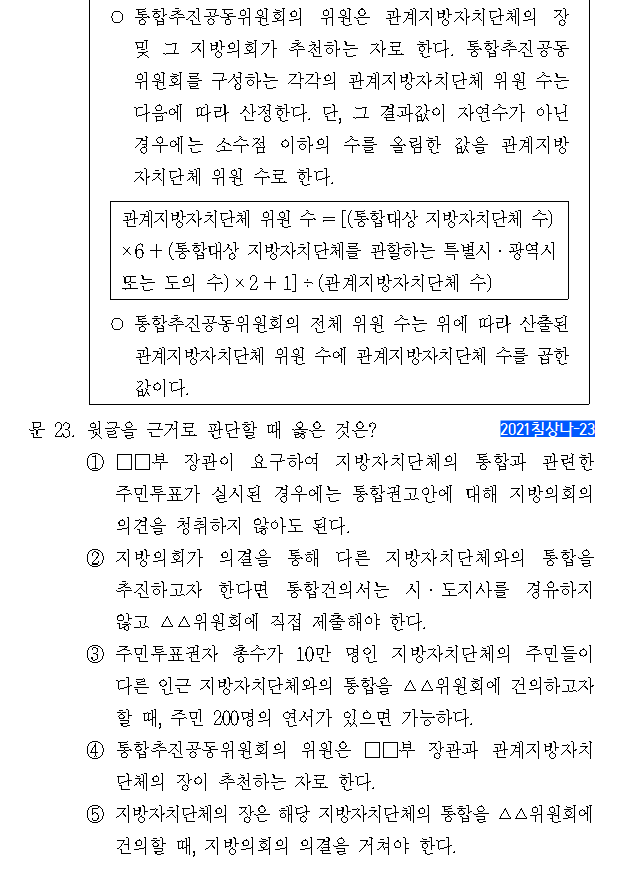 ○ 통합추진공동위원회의 위원은 관계지방자치단체의 장
및 그 지방의회가 추천하는 자로 한다. 통합추진공동
위원회를 구성하는 각각의 관계지방자치단체 위원 수는
다음에 따라 산정한다. 단, 그 결과값이 자연수가 아닌
경우에는 소수점 이하의 수를 올림한 값을 관계지방
자치단체 위원 수로 한다.
관계지방자치단체 위원 수 = [(통합대상 지방자치단체 수)
×6 + (통합대상 지방자치단체를 관할하는 특별시 · 광역시
또는 도의 수) × 2 + 1] ÷ (관계지방자치단체 수)
○ 통합추진공동위원회의 전체 위원 수는 위에 따라 산출된
관계지방자치단체 위원 수에 관계지방자치단체 수를 곱한
값이다.
문 23. 윗글을 근거로 판단할 때 옳은 것은? 2021칠상나-23
① □□부 장관이 요구하여 지방자치단체의 통합과 관련한
주민투표가 실시된 경우에는 통합권고안에 대해 지방의회의
의견을 청취하지 않아도 된다.
② 지방의회가 의결을 통해 다른 지방자치단체와의 통합을
추진하고자 한다면 통합건의서는 시 · 도지사를 경유하지
않고 △△위원회에 직접 제출해야 한다.
③ 주민투표권자 총수가 10만 명인 지방자치단체의 주민들이
다른 인근 지방자치단체와의 통합을 △△위원회에 건의하고자
할 때, 주민 200명의 연서가 있으면 가능하다.
④ 통합추진공동위원회의 위원은 □□부 장관과 관계지방자치
단체의 장이 추천하는 자로 한다.
⑤ 지방자치단체의 장은 해당 지방자치단체의 통합을 △△위원회에
건의할 때, 지방의회의 의결을 거쳐야 한다.